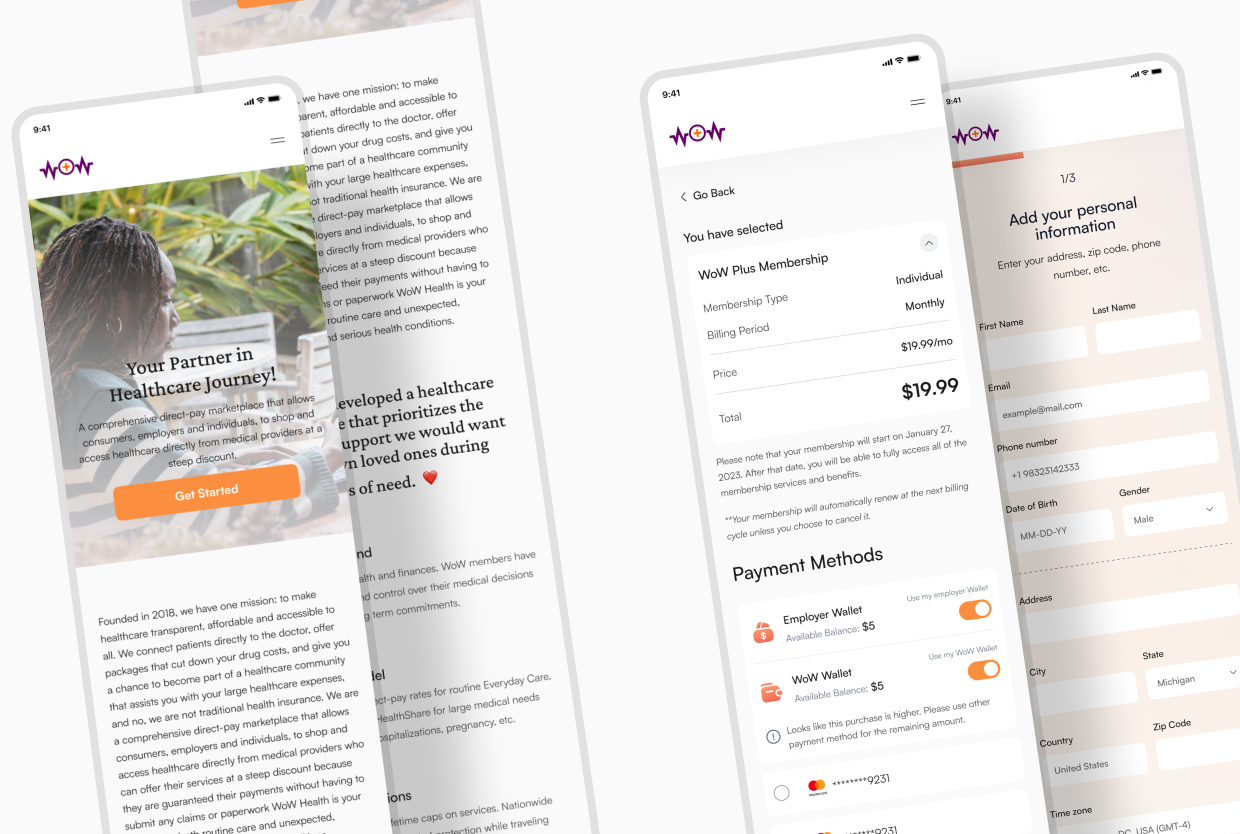 9:41
WOW
Your Partner in
Healthcare Journey!
A comprehensive direct-pay marketplace that allows
consumers, employers and individuals, to shop and
access healthcare directly from medical providers at a
steep discount.
Get Started
Founded in 2018, we have one mission: to make
healthcare transparent, affordable and accessible to
all. We connect patients directly to the doctor, offer
packages that cut down your drug costs, and give you
a chance to become part of a healthcare community
that assists you with your large healthcare expenses,
and no, we are not traditional health insurance. We are
a comprehensive direct-pay marketplace that allows
consumers, employers and individuals, to shop and
access healthcare directly from medical providers who
can offer their services at a steep discount because
they are guaranteed their payments without having to
submit any claims or paperwork WoW Health is your
routine care and unexpected,
we have one mission: to make
affordable and accessible to
patients directly to the doctor, offer
down your drug costs, and give you
part of a healthcare community
with your large healthcare expenses,
traditional health insurance. We are
direct-pay marketplace that allows
and individuals, to shop and
directly from medical providers who
at a steep discount because
their payments without having to
or paperwork WoW Health is your
routine care and unexpected,
serious health conditions.
a healthcare
that prioritizes the
we would want
loved ones during
of need. ❤️
and finances. WoW members have
control over their medical decisions
term commitments.
rates for routine Everyday Care.
HealthShare for large medical needs
pregnancy, etc.
caps on services. Nationwide
while traveling
9:41
WOW
Go Back
You have selected
WoW Plus Membership
Membership Type Individual
Billing Period Monthly
Price $19.99/mo
Total $19.99
Please note that your membership will start on January 27,
2023. After that date, you will be able to fully access all of the
membership services and benefits.
**Your membership will automatically renew at the next billing
cycle unless you choose to cancel it.
Payment Methods
Use my employer Wallet
Employer Wallet
Available Balance: $5
Use my WoW Wallet
WoW Wallet
Available Balance: $5
Looks like this purchase is higher. Please use other
payment method for the remaining amount.
********9231
********9231
9:41
WOW
1/3
Add your personal
information
Enter your address, zip code, phone
number, etc.
First Name Last Name
Email
example@mail.com
Phone number
+1 98323142333
Date of Birth Gender
MM-DD-YY Male
Address
City State
Michigan
Country Zip Code
United States
Time zone
DC, USA (GMT-4)